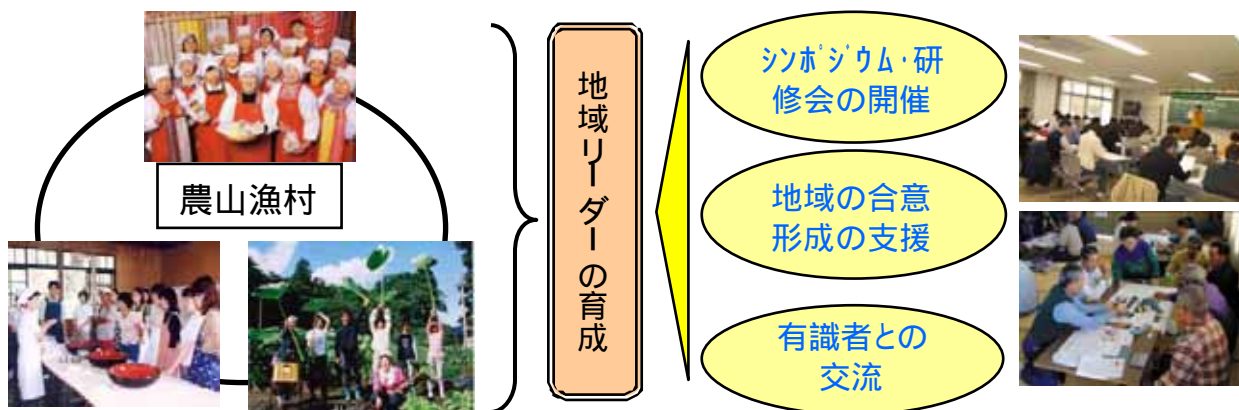 農山漁村
地域リーダーの育成
ｼﾝﾎﾟｼﾞｳﾑ・研
修会の開催
地域の合意
形成の支援
有識者との
交流